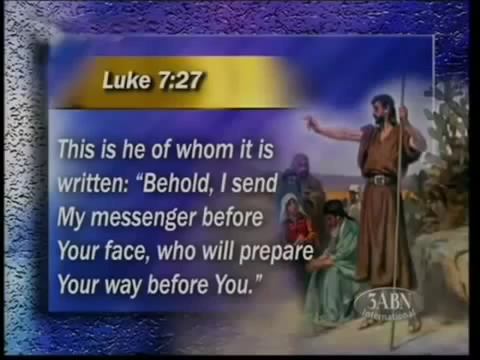 Luke 7:27
This is he of whom it is
written: “Behold, I send
My messenger before
Your face, who will prepare
Your way before You.”
3ABN
international